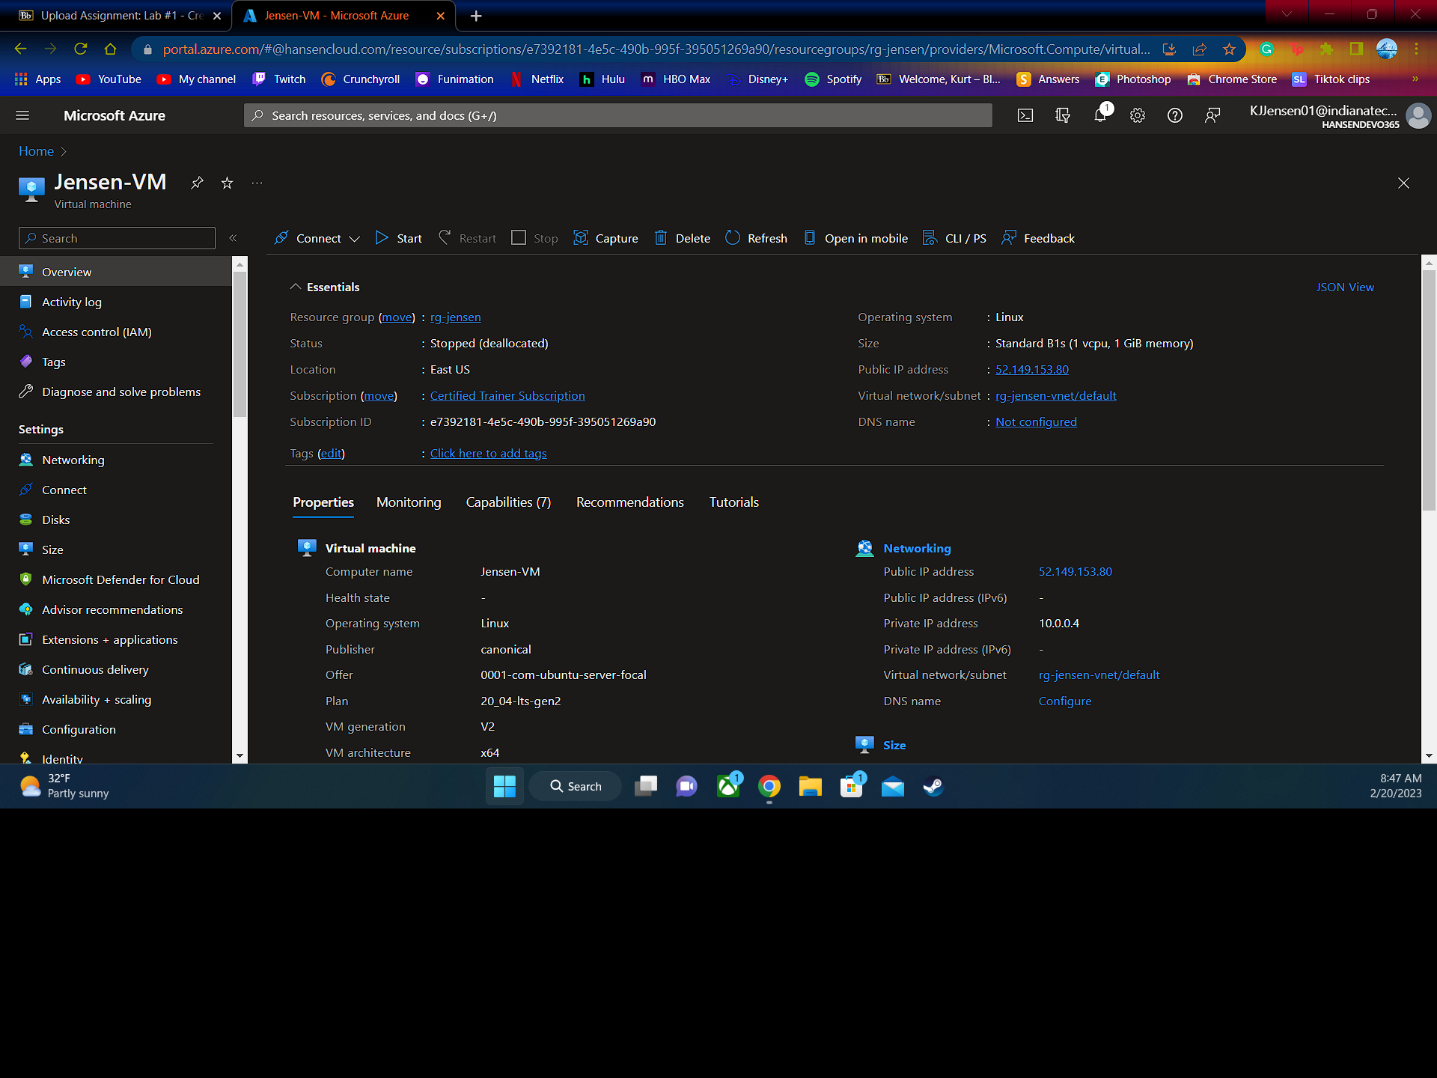 Upload Assignment: Lab #1 - Cre
Jensen-VM - Microsoft Azure
portal.azure.com/#@hansencloud.com/resource/subscriptions/e7392181-4e5c-490b-995f-395051269a90/resourcegroups/rg-jensen/providers/Microsoft.Compute/virtual...
Apps YouTube My channel Twitch Crunchyroll Funimation Netflix Hulu HBO Max Disney+ Spotify Welcome, Kurt – Bl... Answers Photoshop Chrome Store Tiktok clips »
Microsoft Azure
Search resources, services, and docs (G+/)
1
KJJensen01@indianatec...
HANSENDEVO365
Home >
Jensen-VM
Virtual machine
Search
«
Connect Start Restart Stop Capture Delete Refresh Open in mobile CLI / PS Feedback
Overview
Activity log
Access control (IAM)
Tags
Diagnose and solve problems
Settings
Networking
Connect
Disks
Size
Microsoft Defender for Cloud
Advisor recommendations
Extensions + applications
Continuous delivery
Availability + scaling
Configuration
Identity
Essentials
JSON View
Resource group (move) : rg-jensen
Status : Stopped (deallocated)
Location : East US
Subscription (move) : Certified Trainer Subscription
Subscription ID : e7392181-4e5c-490b-995f-395051269a90
Tags (edit) : Click here to add tags
Operating system : Linux
Size : Standard B1s (1 vcpu, 1 GiB memory)
Public IP address : 52.149.153.80
Virtual network/subnet : rg-jensen-vnet/default
DNS name : Not configured
Properties Monitoring Capabilities (7) Recommendations Tutorials
Virtual machine
Computer name Jensen-VM
Health state -
Operating system Linux
Publisher canonical
Offer 0001-com-ubuntu-server-focal
Plan 20_04-lts-gen2
VM generation V2
VM architecture x64
Networking
Public IP address 52.149.153.80
Public IP address (IPv6) -
Private IP address 10.0.0.4
Private IP address (IPv6) -
Virtual network/subnet rg-jensen-vnet/default
DNS name Configure
Size
32°F
Partly sunny
Search
1
1
8:47 AM
2/20/2023